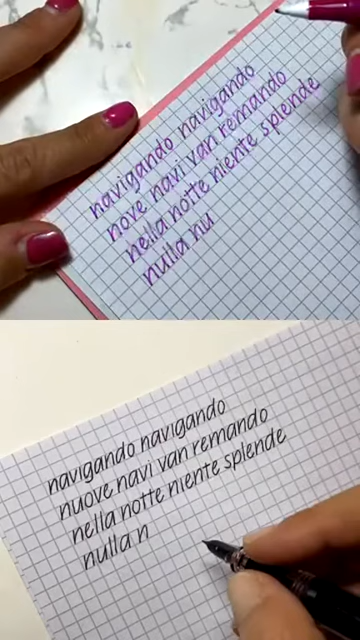 navigando navigando
nove navi van remando
nella notte niente splende
nulla nu
navigando navigando
nuove navi van remando
nella notte niente splende
nulla n